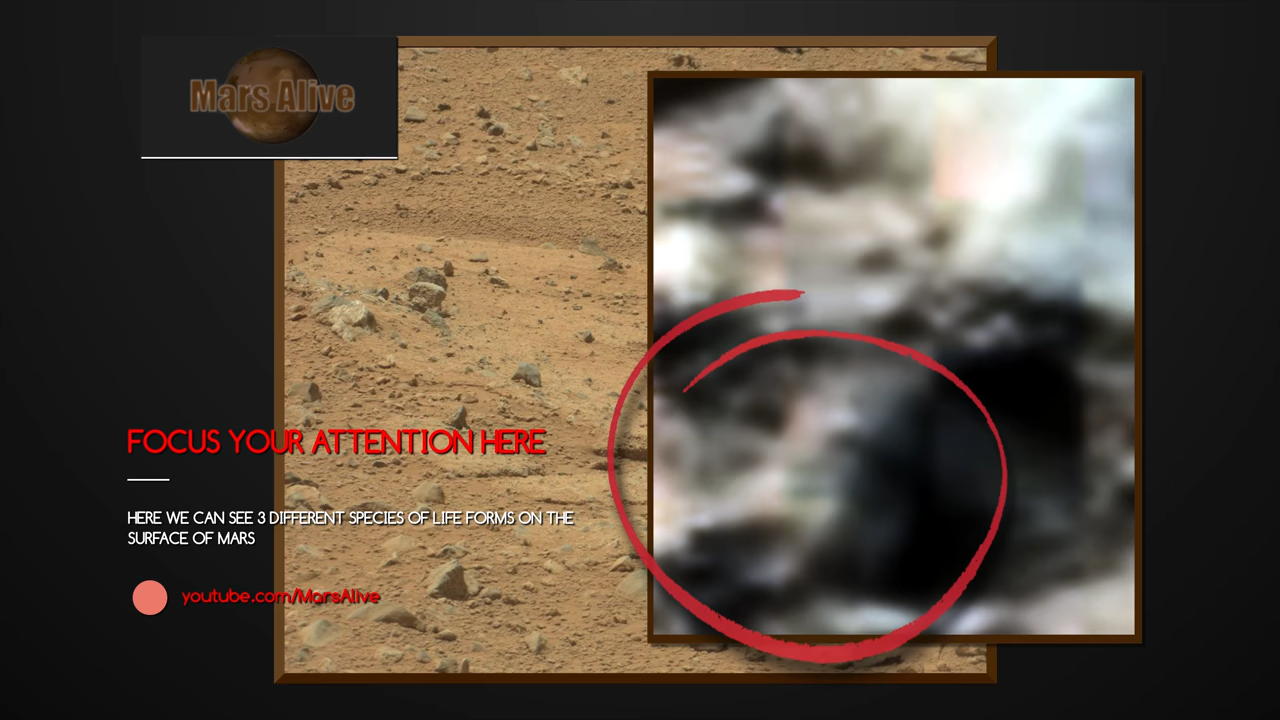 Mars Alive
FOCUS YOUR ATTENTION HERE
HERE WE CAN SEE 3 DIFFERENT SPECIES OF LIFE FORMS ON THE
SURFACE OF MARS
youtube.com/MarsAlive